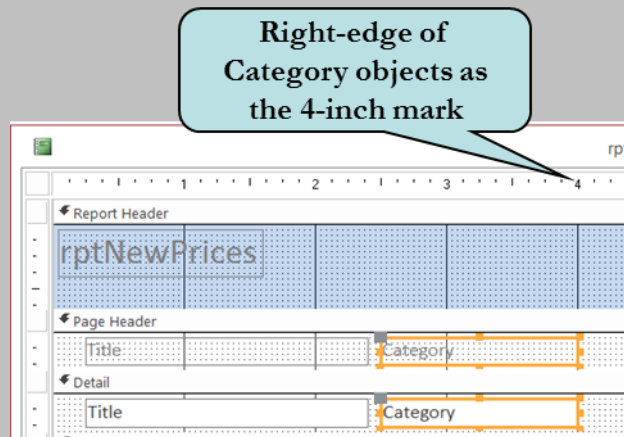 Right-edge of
Category objects as
the 4-inch mark
rpt
1 2 3 4
Report Header
rptNewPrices
Page Header
Title Category
Detail
Title Category